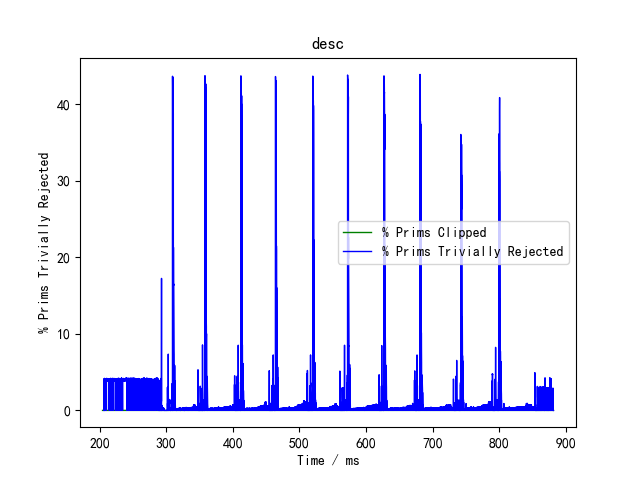 desc
% Prims Trivially Rejected
40
30
20
10
0
% Prims Clipped
% Prims Trivially Rejected
200 300 400 500 600 700 800 900
Time / ms